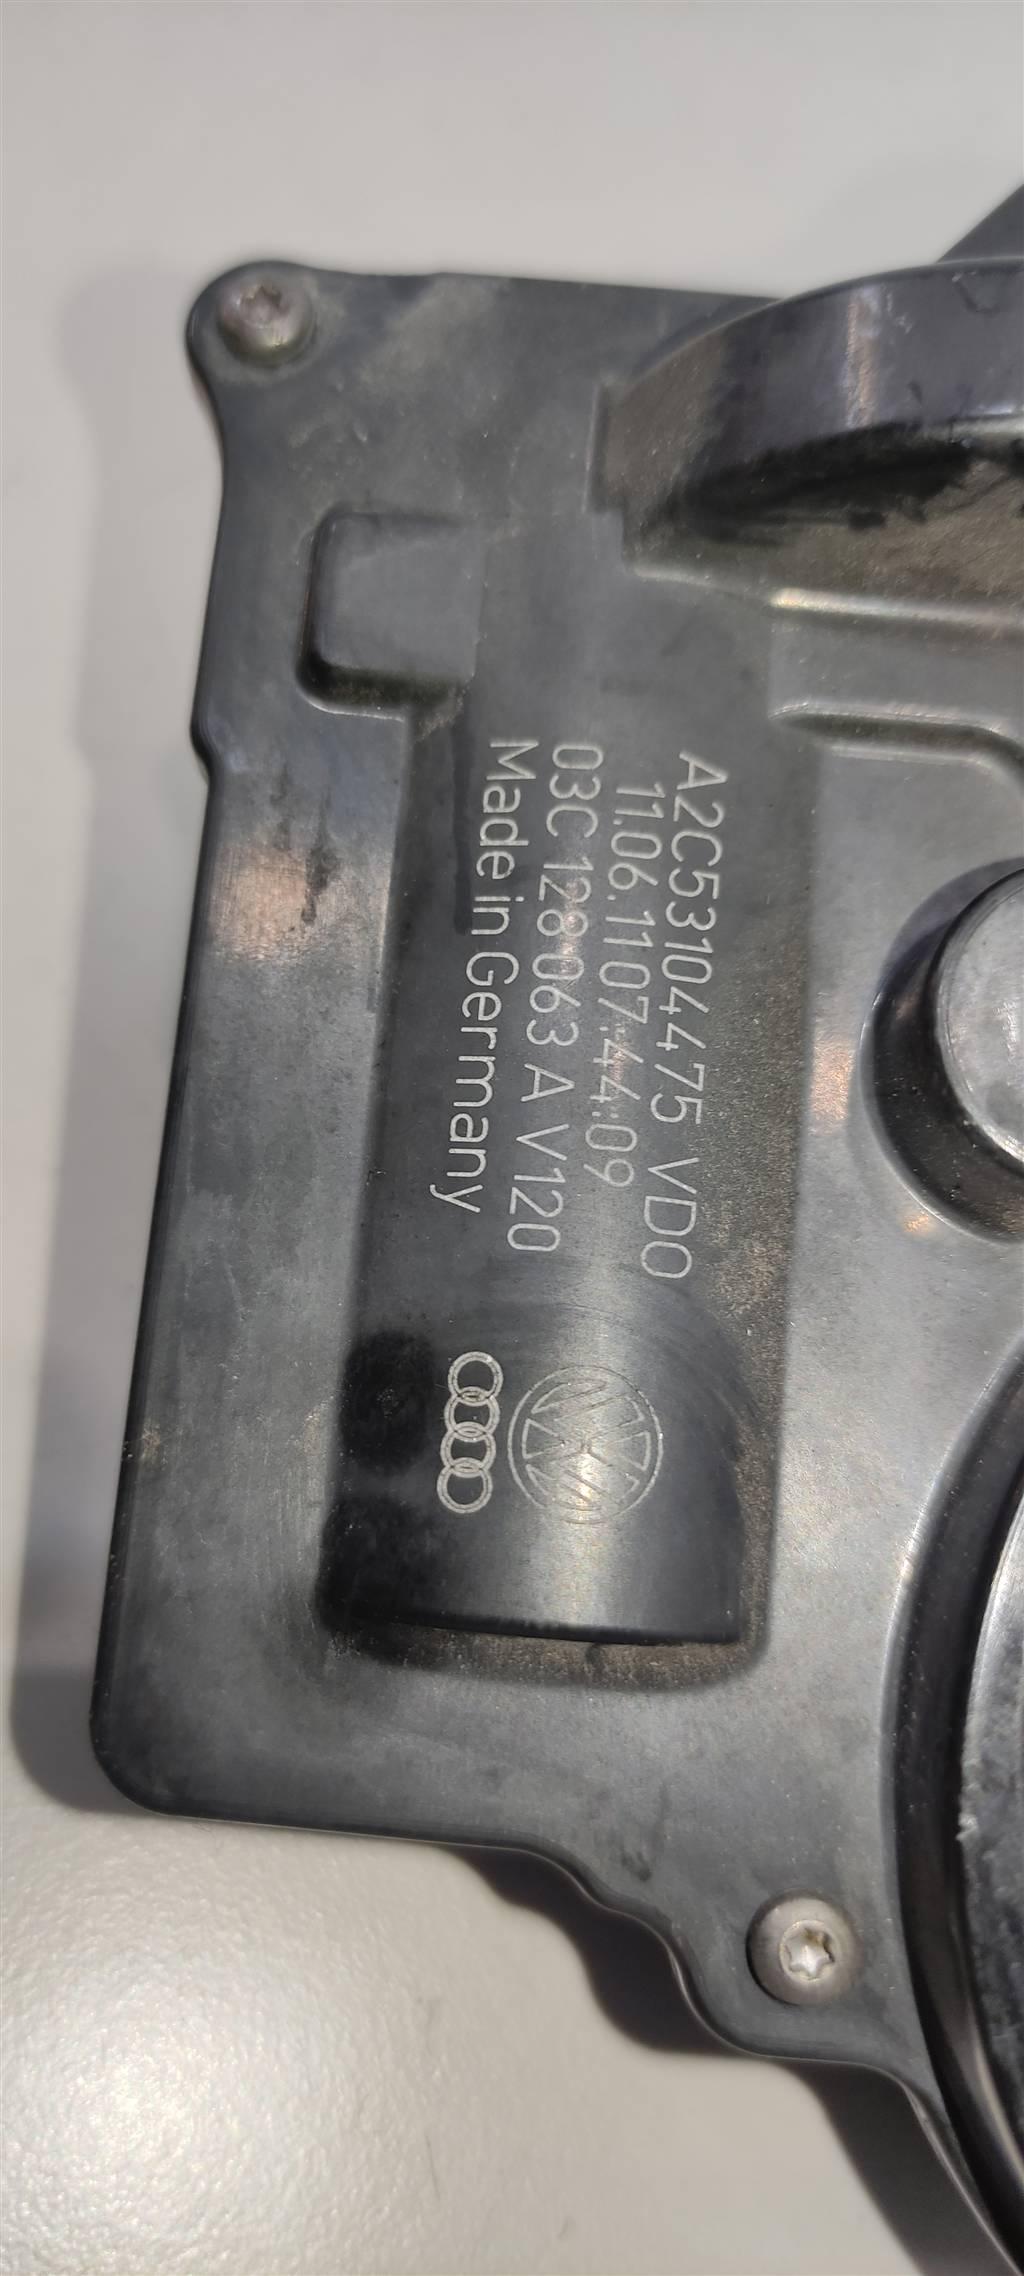 A2C53104475 VDO
11.06.1107:44:09
03C 128 063 A V120
Made in Germany